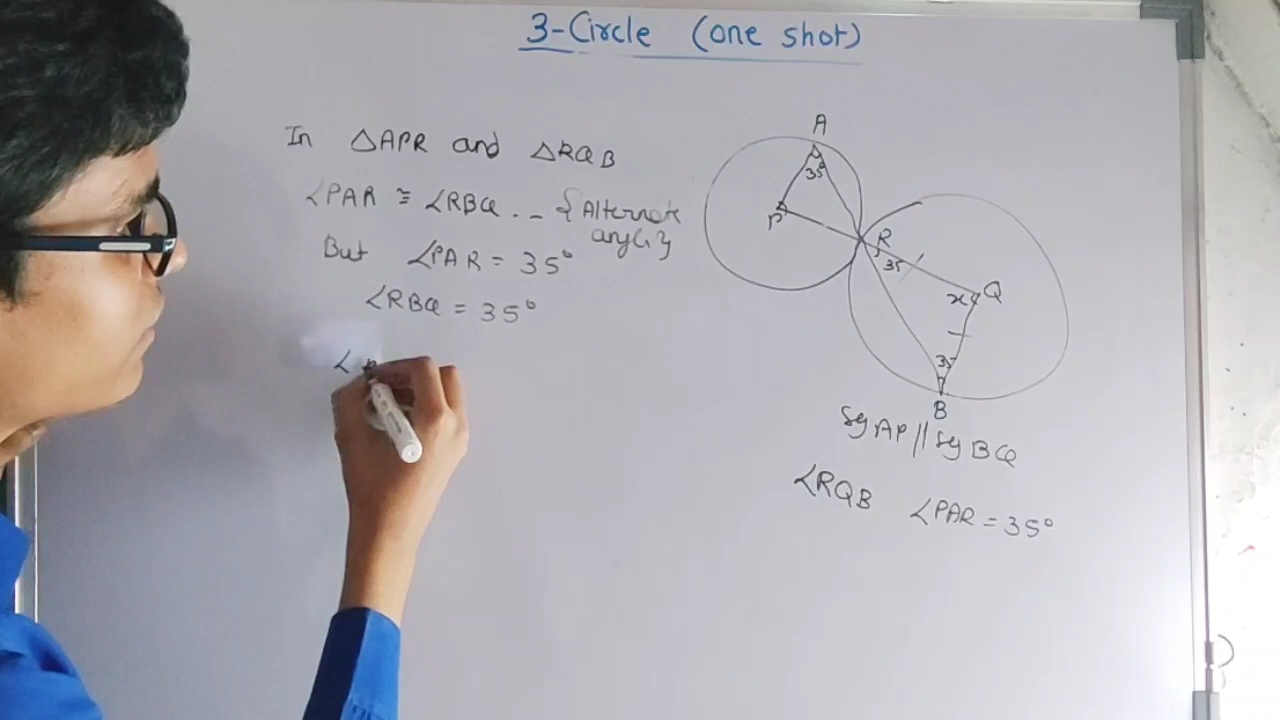 3-Circle (one shot)
In △APR and △RQB
∠PAR ≅ ∠RBQ .. {Alternate
angles}
But ∠PAR = 35°
∠RBQ = 35°
∠
A
35
P
R
35
x Q
35
B
seg AP || seg BQ
∠RQB ∠PAR = 35°